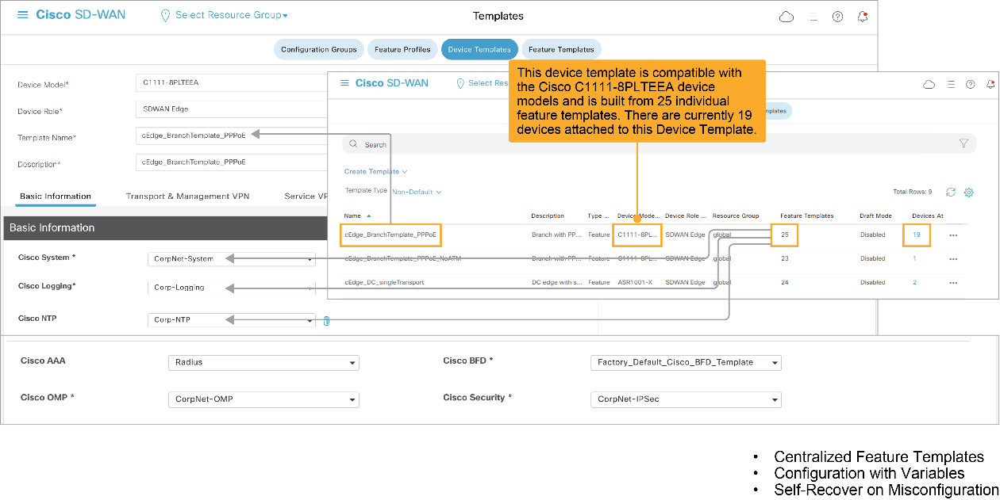 Cisco SD-WAN
Select Resource Group
Templates
Configuration Groups
Feature Profiles
Device Templates
Feature Templates
Device Model*
C1111-8PLTEEA
Device Role*
SDWAN Edge
Template Name*
cEdge_BranchTemplate_PPPoE
Description*
cEdge_BranchTemplate_PPPoE
Basic Information
Transport & Management VPN
Service VP
Basic Information
Cisco System *
CorpNet-System
Cisco Logging*
Corp-Logging
Cisco NTP
Corp-NTP
Cisco AAA
Radius
Cisco BFD *
Factory_Default_Cisco_BFD_Template
Cisco OMP *
CorpNet-OMP
Cisco Security *
CorpNet-IPSec
Cisco SD-WAN
Select Res
mplates
This device template is compatible with
the Cisco C1111-8PLTEEA device
models and is built from 25 individual
feature templates. There are currently 19
devices attached to this Device Template.
Search
Create Template
Template Type
Non-Default
Total Rows: 9
Name Description Type ... Device Mode... Device Role ... Resource Group Feature Templates Draft Mode Devices At
cEdge_BranchTemplate_PPPoE Branch with PP... Feature C1111-8PL... SDWAN Edge global 25 Disabled 19 ...
cEdge_BranchTemplate_PPPoE_NoATM Branch with PP... Feature C1111-8PL... SDWAN Edge global 23 Disabled 1 ...
cEdge_DC_singleTransport DC edge with s... Feature ASR1001-X SDWAN Edge global 24 Disabled 2 ...
• Centralized Feature Templates
• Configuration with Variables
• Self-Recover on Misconfiguration